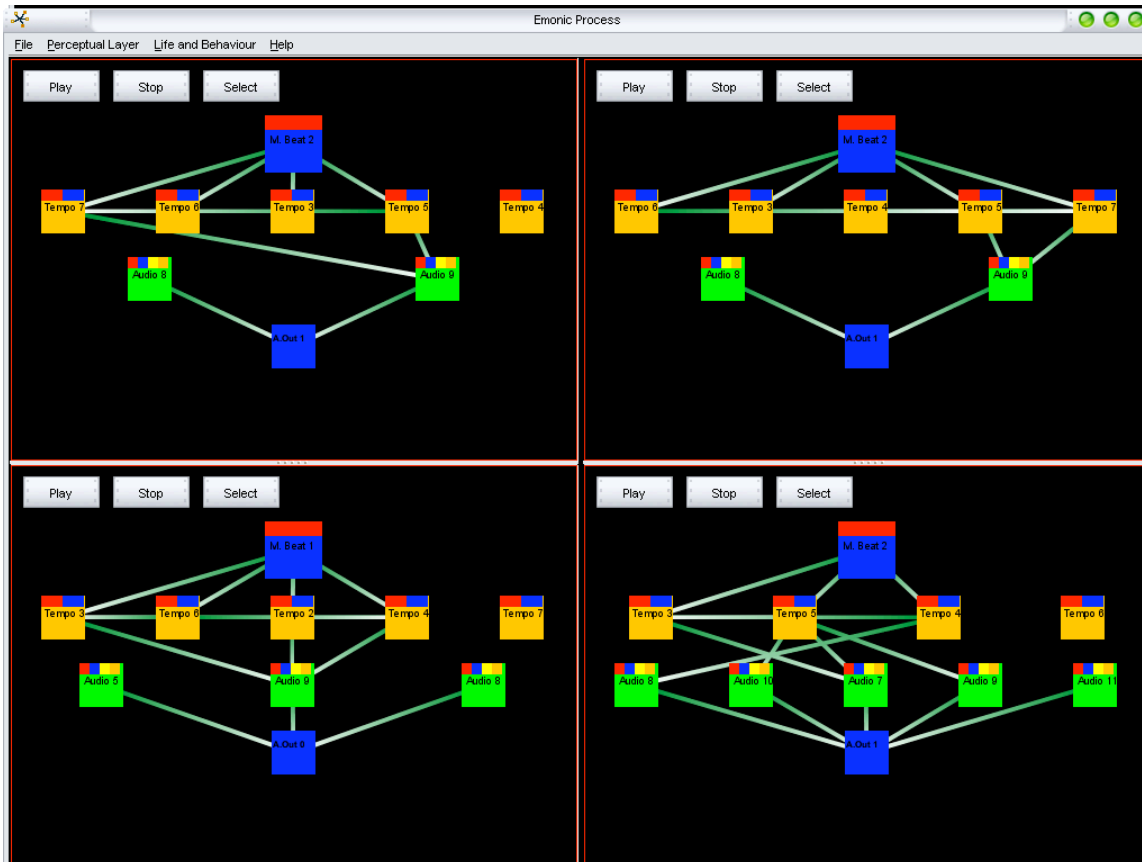 Emonic Process
File Perceptual Layer Life and Behaviour Help
Play Stop Select
M. Beat 2
Tempo 7 Tempo 6 Tempo 3 Tempo 5 Tempo 4
Audio 8 Audio 9
A.Out 1
Play Stop Select
M. Beat 2
Tempo 6 Tempo 3 Tempo 4 Tempo 5 Tempo 7
Audio 8 Audio 9
A.Out 1
Play Stop Select
M. Beat 1
Tempo 3 Tempo 6 Tempo 2 Tempo 4 Tempo 7
Audio 5 Audio 9 Audio 8
A.Out 0
Play Stop Select
M. Beat 2
Tempo 3 Tempo 5 Tempo 4 Tempo 6
Audio 8 Audio 10 Audio 7 Audio 9 Audio 11
A.Out 1